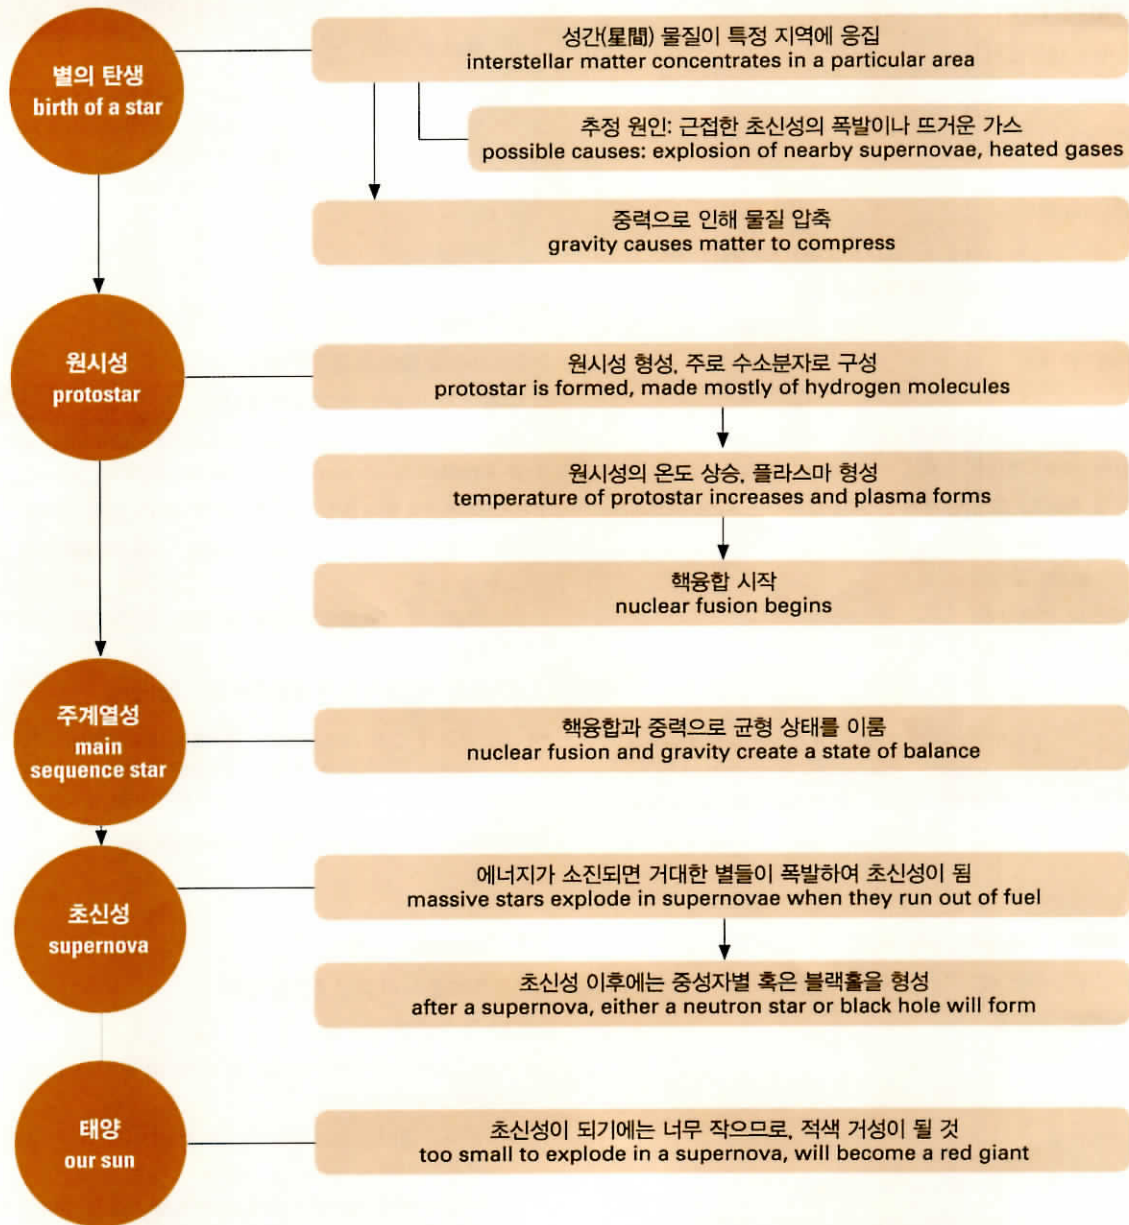 별의 탄생
birth of a star
성간(星間) 물질이 특정 지역에 응집
interstellar matter concentrates in a particular area
추정 원인: 근접한 초신성의 폭발이나 뜨거운 가스
possible causes: explosion of nearby supernovae, heated gases
중력으로 인해 물질 압축
gravity causes matter to compress
원시성
protostar
원시성 형성, 주로 수소분자로 구성
protostar is formed, made mostly of hydrogen molecules
원시성의 온도 상승, 플라스마 형성
temperature of protostar increases and plasma forms
핵융합 시작
nuclear fusion begins
주계열성
main
sequence star
핵융합과 중력으로 균형 상태를 이룸
nuclear fusion and gravity create a state of balance
초신성
supernova
에너지가 소진되면 거대한 별들이 폭발하여 초신성이 됨
massive stars explode in supernovae when they run out of fuel
초신성 이후에는 중성자별 혹은 블랙홀을 형성
after a supernova, either a neutron star or black hole will form
태양
our sun
초신성이 되기에는 너무 작으므로, 적색 거성이 될 것
too small to explode in a supernova, will become a red giant